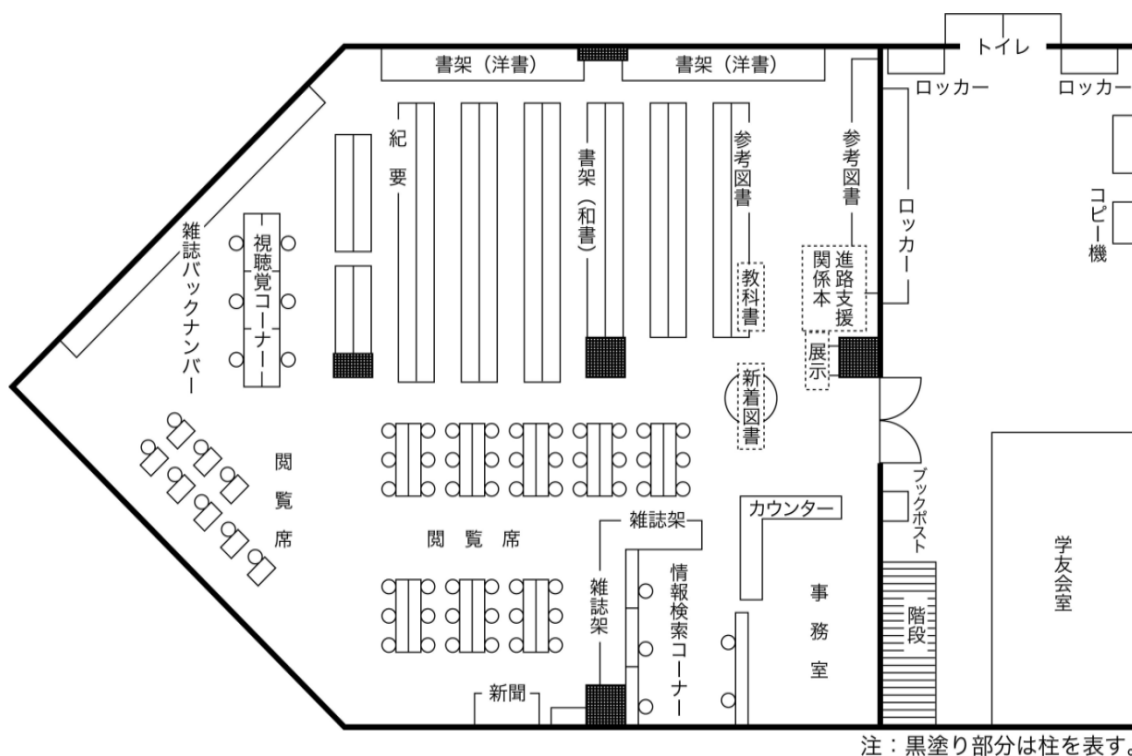 トイレ
書架（洋書）
書架（洋書）
ロッカー
ロッカー
紀要
参考図書
参考図書
書架（和書）
ロッカー
コピー機
雑誌バックナンバー
視聴覚コーナー
教科書
進路支援
関係本
展示
新着図書
閲覧席
カウンター
ブックポスト
雑誌架
閲覧席
学友会室
情報検索コーナー
雑誌架
事務室
階段
新聞
注：黒塗り部分は柱を表す。